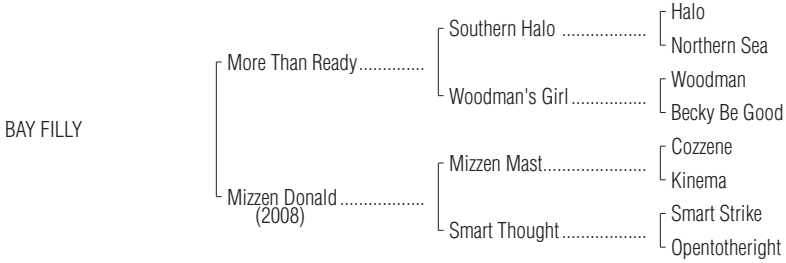 Halo
Southern Halo ..................
Northern Sea
More Than Ready..............
Woodman
Woodman's Girl................
Becky Be Good
BAY FILLY
Cozzene
Mizzen Mast......................
Kinema
Mizzen Donald..................
(2008)
Smart Strike
Smart Thought..................
Opentotheright